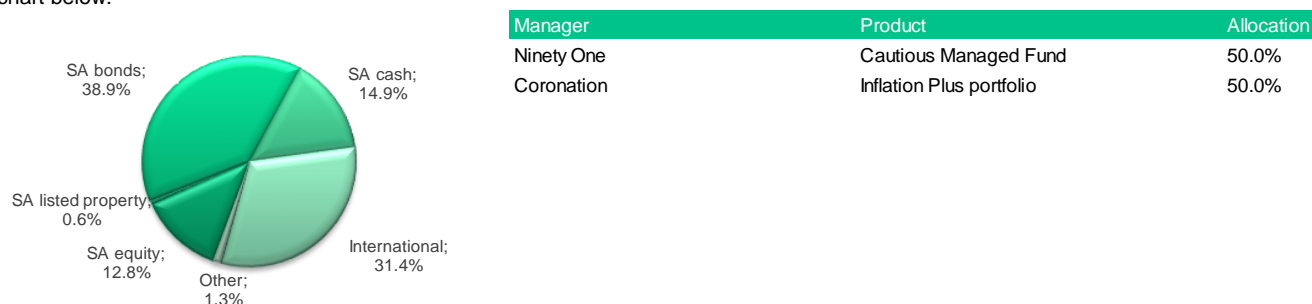 chart below.
Manager Product Allocation
Ninety One Cautious Managed Fund 50.0%
Coronation Inflation Plus portfolio 50.0%
SA bonds;
38.9%
SA cash;
14.9%
SA listed property;
0.6%
SA equity;
12.8%
Other;
1.3%
International;
31.4%